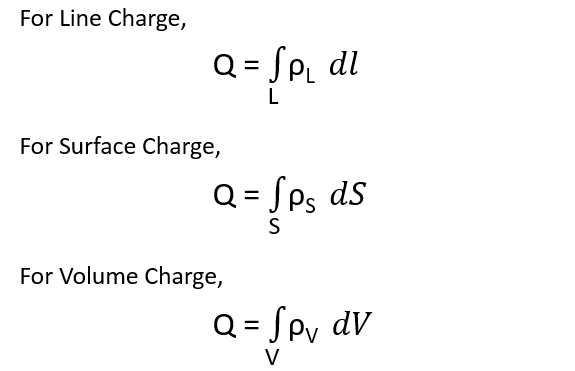 For Line Charge,
Q = ∫ρL dl
L
For Surface Charge,
Q = ∫ρS dS
S
For Volume Charge,
Q = ∫ρV dV
V